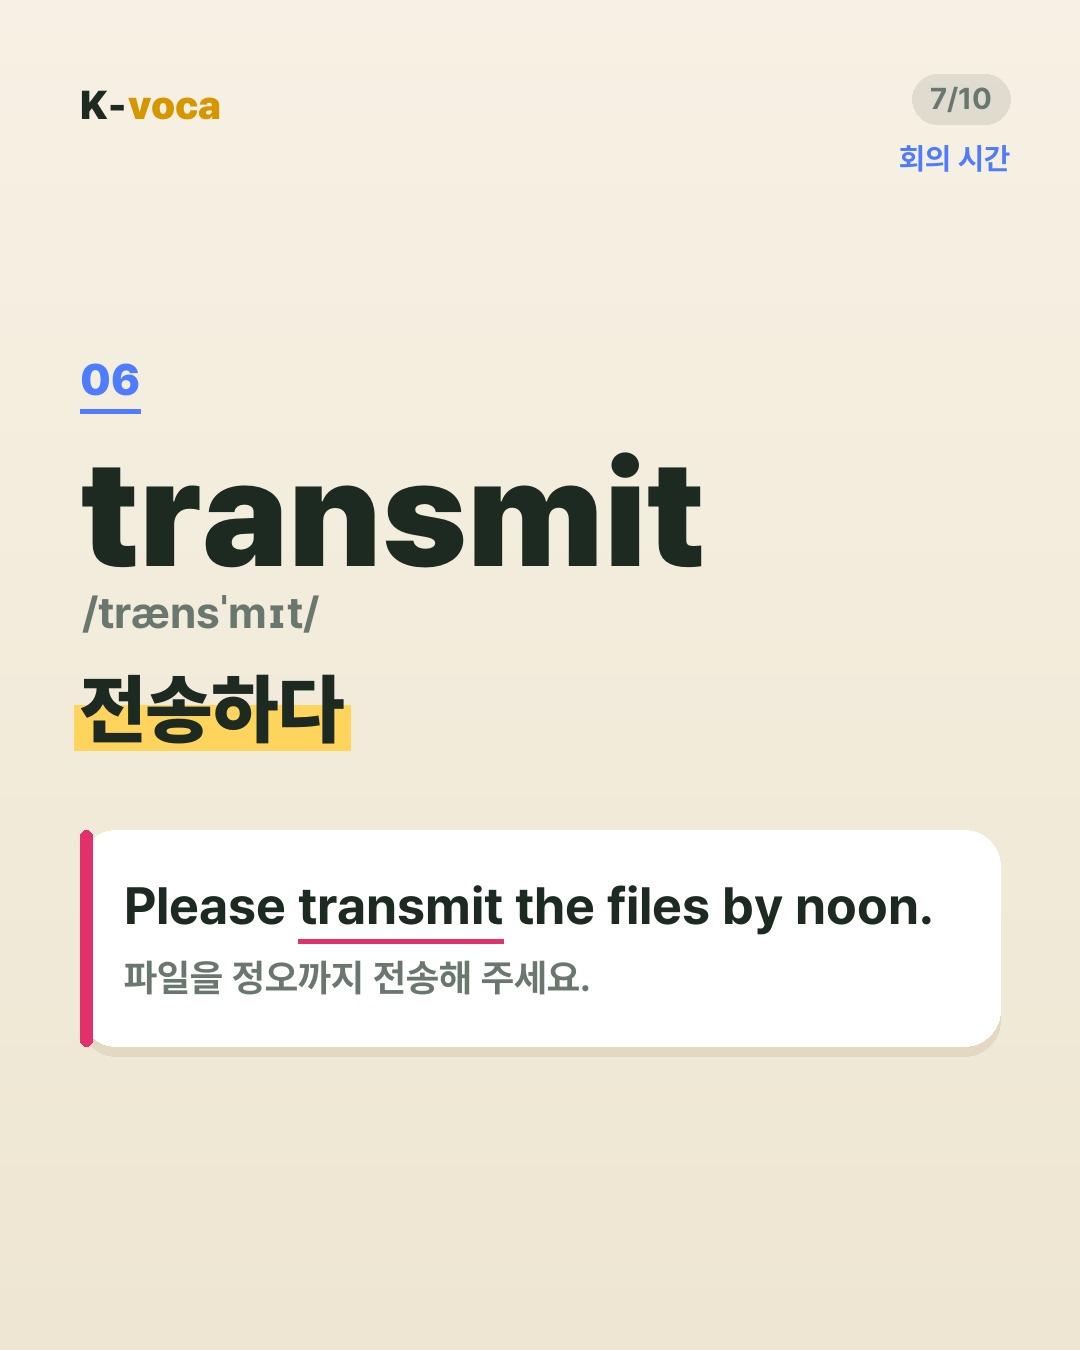 K-voca
7/10
회의 시간
06
transmit
/trænsˈmɪt/
전송하다
Please transmit the files by noon.
파일을 정오까지 전송해 주세요.